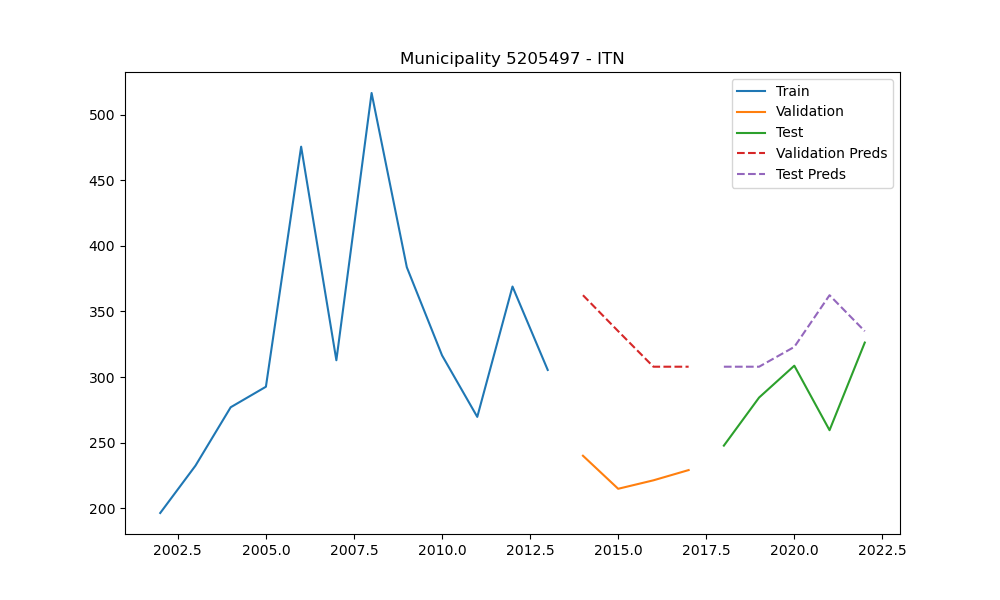 Municipality 5205497 - ITN
Train
Validation
Test
Validation Preds
Test Preds
500
450
400
350
300
250
200
2002.5 2005.0 2007.5 2010.0 2012.5 2015.0 2017.5 2020.0 2022.5